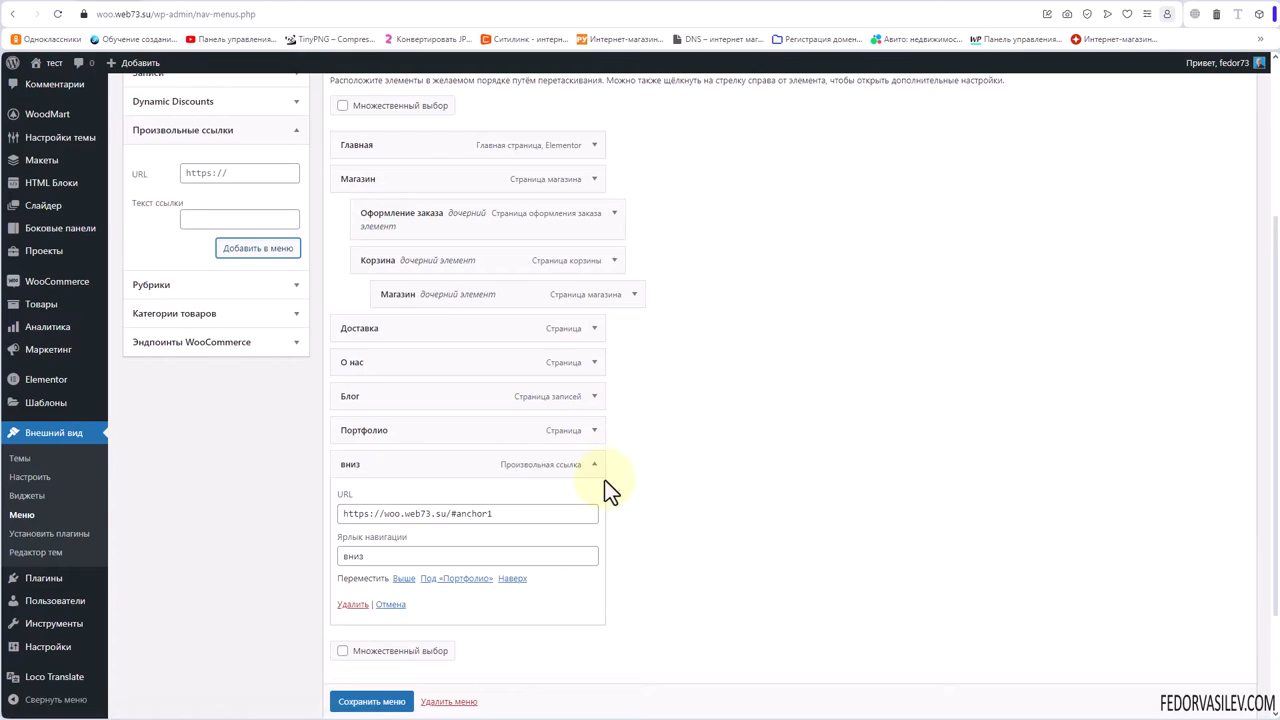 woo.web73.su/wp-admin/nav-menus.php
Одноклассники
Обучение создани...
Панель управления...
TinyPNG – Compres...
Конвертировать JP...
Ситилинк - интерн...
Интернет-магазин...
DNS – интернет маг...
Регистрация домен...
Авито: недвижимос...
Панель управления...
Интернет-магазин...
тест
0
Добавить
Привет, fedor73
Комментарии
WoodMart
Настройки темы
Макеты
HTML Блоки
Слайдер
Боковые панели
Проекты
WooCommerce
Товары
Аналитика
Маркетинг
Elementor
Шаблоны
Внешний вид
Темы
Настроить
Виджеты
Меню
Установить плагины
Редактор тем
Плагины
Пользователи
Инструменты
Настройки
Loco Translate
Свернуть меню
Записи
Dynamic Discounts
Произвольные ссылки
URL
https://
Текст ссылки
Добавить в меню
Рубрики
Категории товаров
Эндпоинты WooCommerce
Расположите элементы в желаемом порядке путём перетаскивания. Можно также щёлкнуть на стрелку справа от элемента, чтобы открыть дополнительные настройки.
Множественный выбор
Главная Главная страница, Elementor
Магазин Страница магазина
Оформление заказа дочерний Страница оформления заказа
элемент
Корзина дочерний элемент Страница корзины
Магазин дочерний элемент Страница магазина
Доставка Страница
О нас Страница
Блог Страница записей
Портфолио Страница
вниз Произвольная ссылка
URL
https://woo.web73.su/#anchor1
Ярлык навигации
вниз
Переместить Выше Под «Портфолио» Наверх
Удалить | Отмена
Множественный выбор
Сохранить меню Удалить меню
FEDORVASILEV.COM